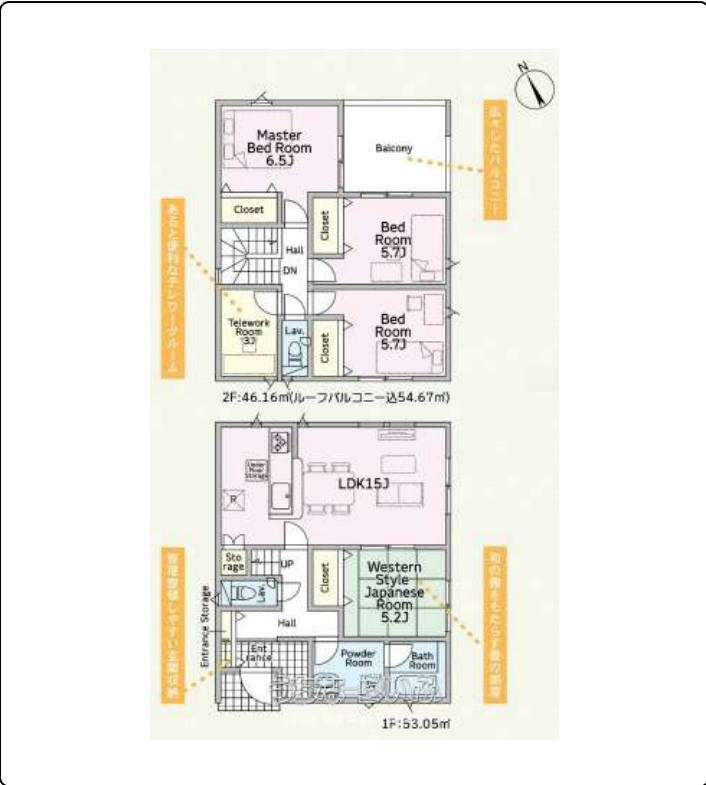 N
Master
Bed Room
6.5J
Balcony
広々としたバルコニー
Closet
Closet
Bed
Room
5.7J
Hall
DN
あると便利なテレワークルーム
Telework
Room
3J
Lav.
Closet
Bed
Room
5.7J
2F:46.16㎡(ルーフバルコニー込54.67㎡)
Under
Floor
Storage
LDK15J
R
Sto
rage
UP
Lav.
Closet
Western
Style
Japanese
Room
5.2J
和の趣をもたらす畳の部屋
Entrance Storage
整理整頓しやすい玄関収納
Hall
Ent
rance
Powder
Room
Bath
Room
1F:53.05㎡